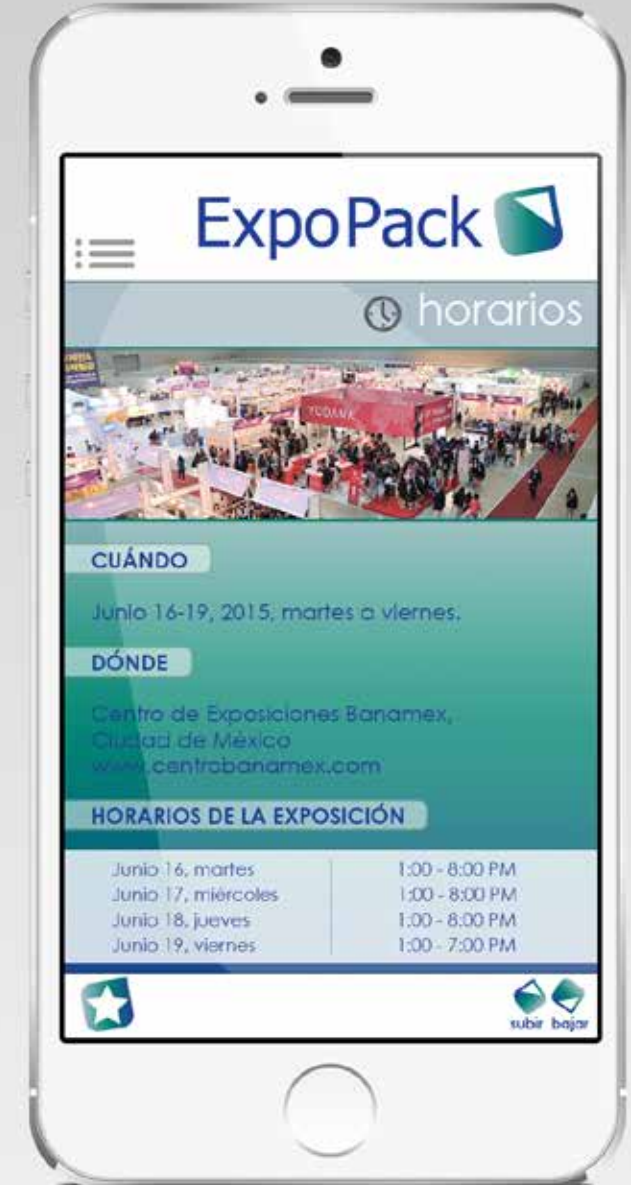 ExpoPack
horarios
CUÁNDO
Junio 16-19, 2015, martes a viernes.
DÓNDE
Centro de Exposiciones Banamex,
Ciudad de México
www.centrobanamex.com
HORARIOS DE LA EXPOSICIÓN
Junio 16, martes 1:00 - 8:00 PM
Junio 17, miércoles 1:00 - 8:00 PM
Junio 18, jueves 1:00 - 8:00 PM
Junio 19, viernes 1:00 - 7:00 PM
subir bajar